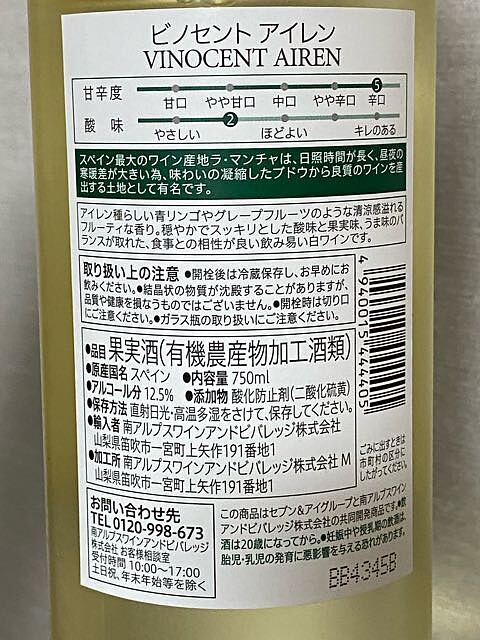 ビノセント アイレン
VINOCENT AIREN
甘辛度
5
甘口 やや甘口 中口 やや辛口 辛口
酸味
2
やさしい ほどよい キレのある
スペイン最大のワイン産地ラ・マンチャは、日照時間が長く、昼夜の
寒暖差が大きい為、味わいの凝縮したブドウから良質のワインを産
出する土地として有名です。
アイレン種らしい青リンゴやグレープフルーツのような清涼感溢れる
フルーティな香り。穏やかでスッキリとした酸味と果実味、うま味のバ
ランスが取れた、食事との相性が良い飲み易い白ワインです。
取り扱い上の注意 ●開栓後は冷蔵保存し、お早めにお
飲みください。●結晶状の物質が沈殿することがありますが、
品質や健康を損なうものではございません。●開栓時は切り口
にご注意ください。●ガラス瓶の取り扱いにご注意ください。
●品目 果実酒(有機農産物加工酒類)
●原産国名 スペイン ●内容量 750ml
●アルコール分 12.5% ●添加物 酸化防止剤(二酸化硫黄)
●保存方法 直射日光・高温多湿をさけて、保存してください。
●輸入者 南アルプスワインアンドビバレッジ株式会社
山梨県笛吹市一宮町上矢作191番地1
●加工所 南アルプスワインアンドビバレッジ株式会社 M
山梨県笛吹市一宮町上矢作191番地1
4940075444405
ごみに出すときは
市町村の区分に
したがってください。
お問い合わせ先
TEL 0120-998-673
南アルプスワインアンドビバレッジ
株式会社 お客様相談室
受付時間 10:00〜17:00
土日祝、年末年始等を除く
この商品はセブン&アイグループと南アルプスワイン
アンドビバレッジ株式会社の共同開発商品です。●飲
酒は20歳になってから。●妊娠中や授乳期の飲酒は、
胎児・乳児の発育に悪影響を与える恐れがあります。
BB4345B